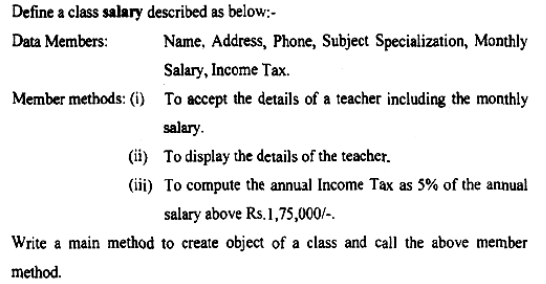 Define a class salary described as below:-
Data Members: Name, Address, Phone, Subject Specialization, Monthly
Salary, Income Tax.
Member methods: (i) To accept the details of a teacher including the monthly
salary.
(ii) To display the details of the teacher.
(iii) To compute the annual Income Tax as 5% of the annual
salary above Rs.1,75,000/-.
Write a main method to create object of a class and call the above member
method.